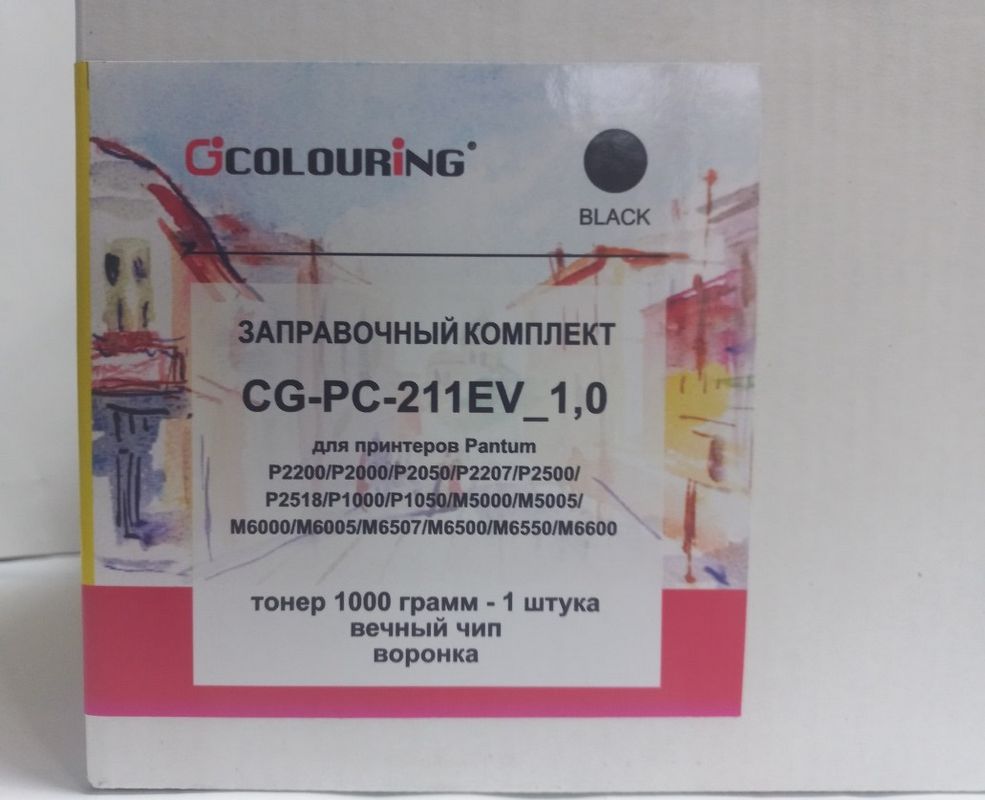 COLOURiNG®
BLACK
ЗАПРАВОЧНЫЙ КОМПЛЕКТ
CG-PC-211EV_1,0
для принтеров Pantum
P2200/P2000/P2050/P2207/P2500/
P2518/P1000/P1050/M5000/M5005/
M6000/M6005/M6507/M6500/M6550/M6600
тонер 1000 грамм - 1 штука
вечный чип
воронка